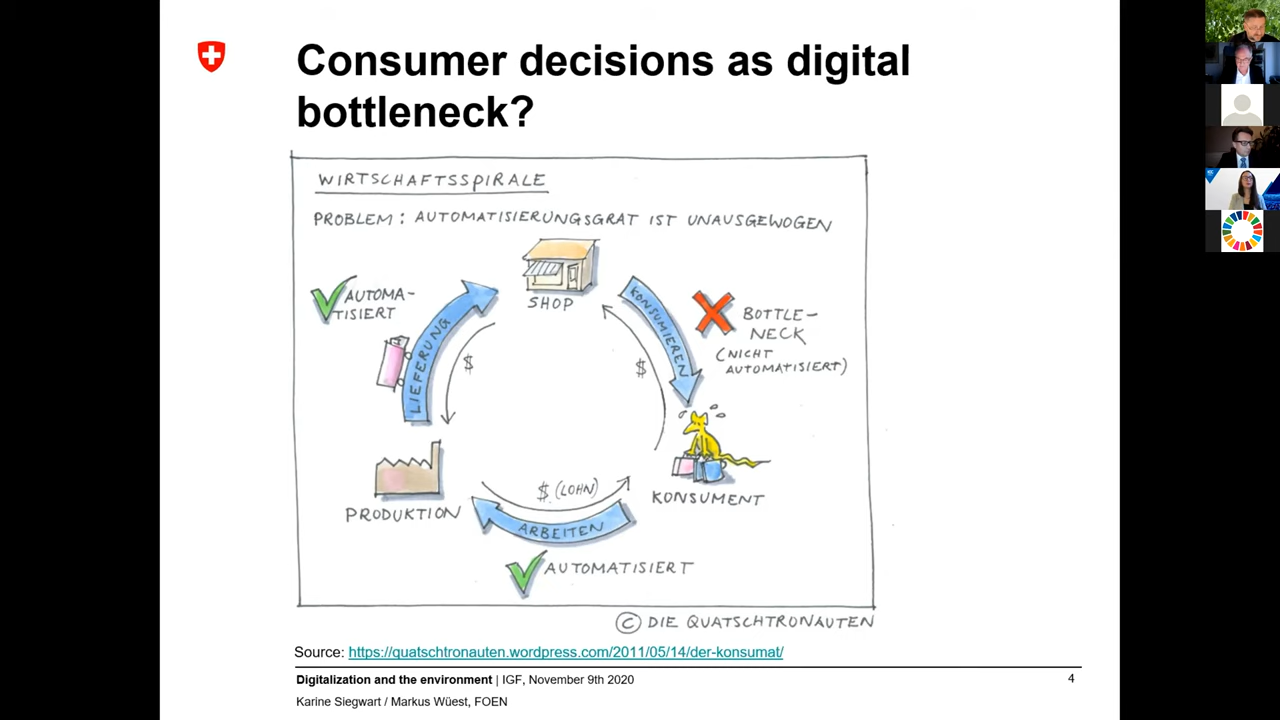 Consumer decisions as digital
bottleneck?
WIRTSCHAFTSSPIRALE
PROBLEM: AUTOMATISIERUNGSGRAT IST UNAUSGEWOGEN
AUTOMA-
TISIERT
SHOP
KONSUMIEREN
BOTTLE-
NECK
(NICHT
AUTOMATISIERT)
LIEFERUNG
$
$
PRODUKTION
$ (LOHN)
ARBEITEN
KONSUMENT
AUTOMATISIERT
© DIE QUATSCHTRONAUTEN
Source: https://quatschtronauten.wordpress.com/2011/05/14/der-konsumat/
Digitalization and the environment | IGF, November 9th 2020
4
Karine Siegwart / Markus Wüest, FOEN